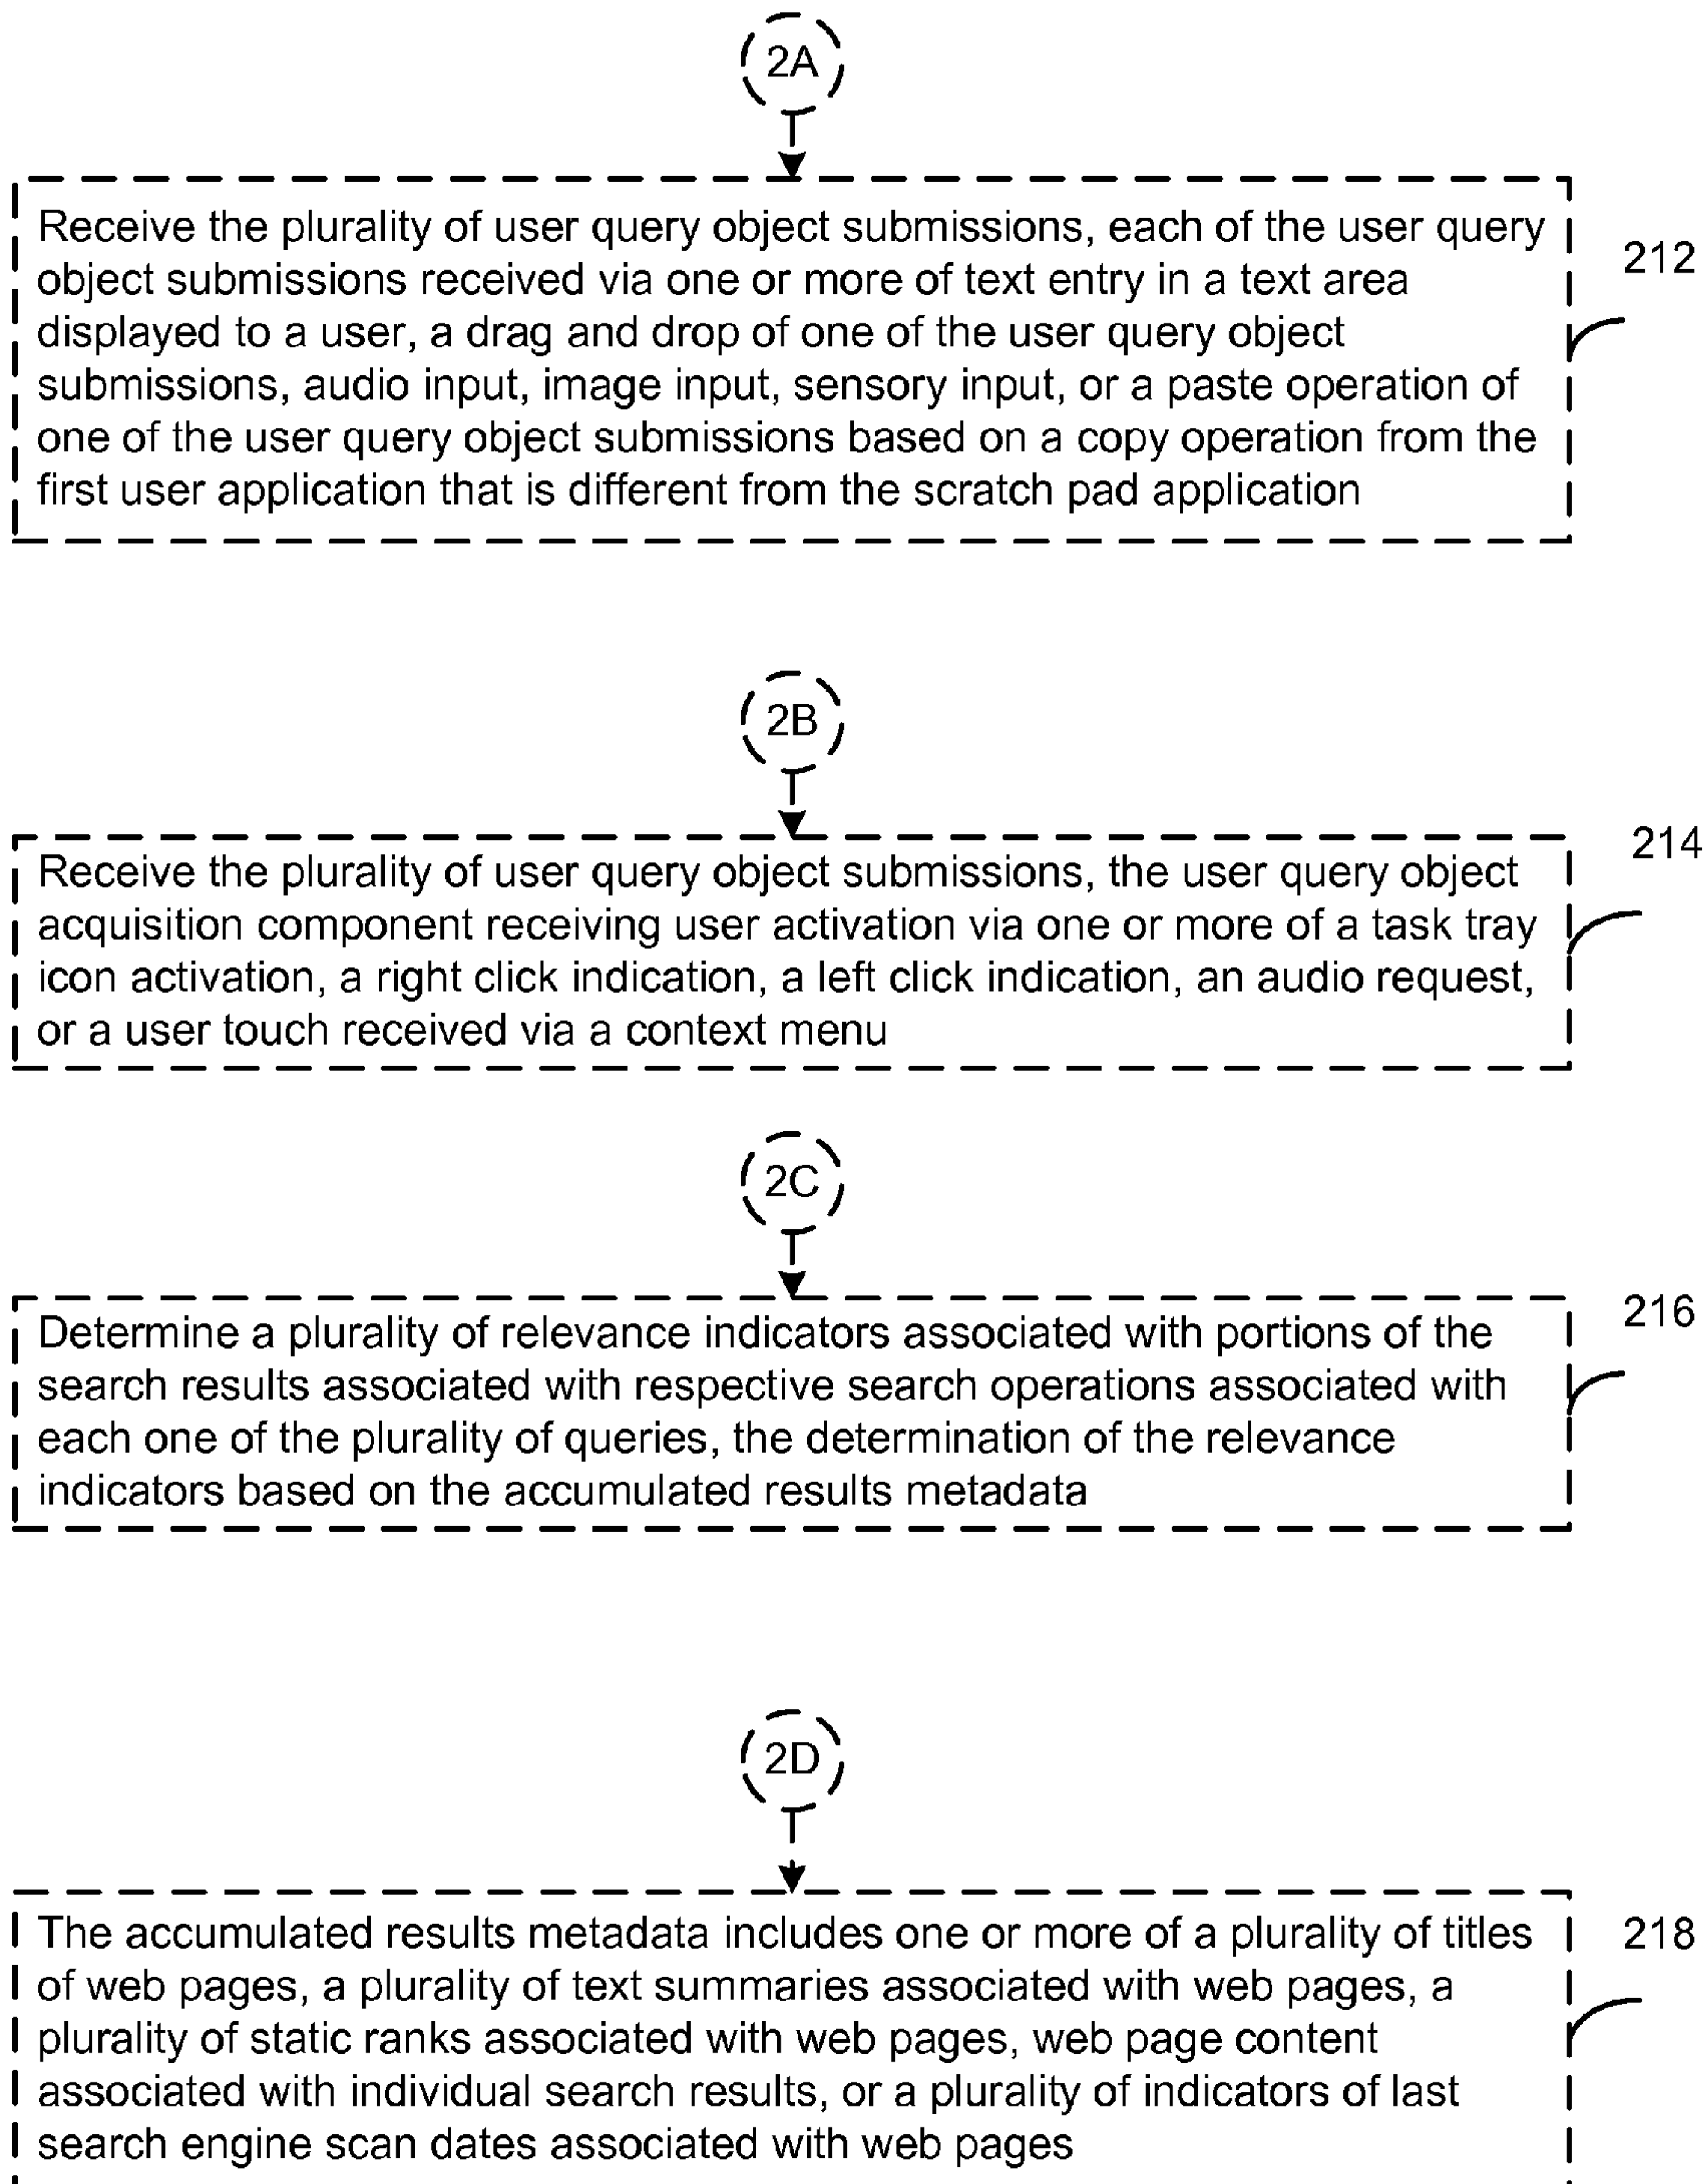 2A
Receive the plurality of user query object submissions, each of the user query
object submissions received via one or more of text entry in a text area
displayed to a user, a drag and drop of one of the user query object
submissions, audio input, image input, sensory input, or a paste operation of
one of the user query object submissions based on a copy operation from the
first user application that is different from the scratch pad application
212
2B
Receive the plurality of user query object submissions, the user query object
acquisition component receiving user activation via one or more of a task tray
icon activation, a right click indication, a left click indication, an audio request,
or a user touch received via a context menu
214
2C
Determine a plurality of relevance indicators associated with portions of the
search results associated with respective search operations associated with
each one of the plurality of queries, the determination of the relevance
indicators based on the accumulated results metadata
216
2D
The accumulated results metadata includes one or more of a plurality of titles
of web pages, a plurality of text summaries associated with web pages, a
plurality of static ranks associated with web pages, web page content
associated with individual search results, or a plurality of indicators of last
search engine scan dates associated with web pages
218